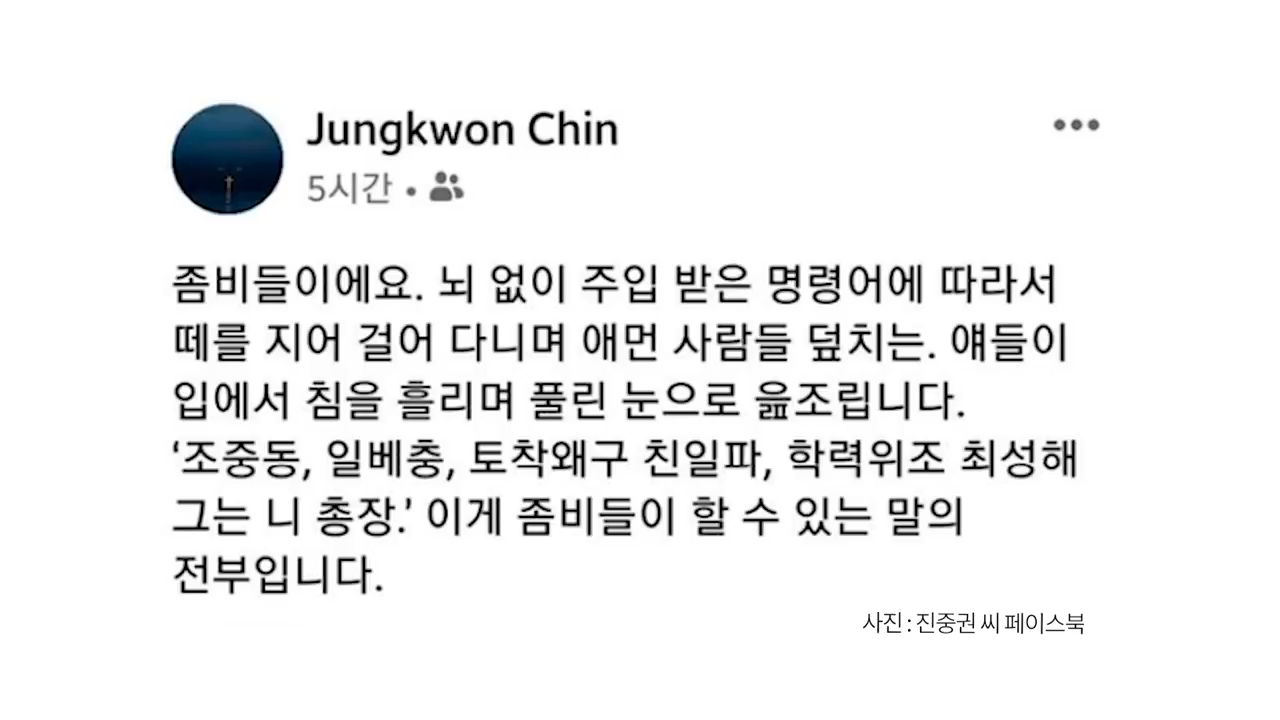 Jungkwon Chin
5시간 •
좀비들이에요. 뇌 없이 주입 받은 명령어에 따라서
떼를 지어 걸어 다니며 애먼 사람들 덮치는. 얘들이
입에서 침을 흘리며 풀린 눈으로 읊조립니다.
‘조중동, 일베충, 토착왜구 친일파, 학력위조 최성해
그는 니 총장.’ 이게 좀비들이 할 수 있는 말의
전부입니다.
사진 : 진중권 씨 페이스북